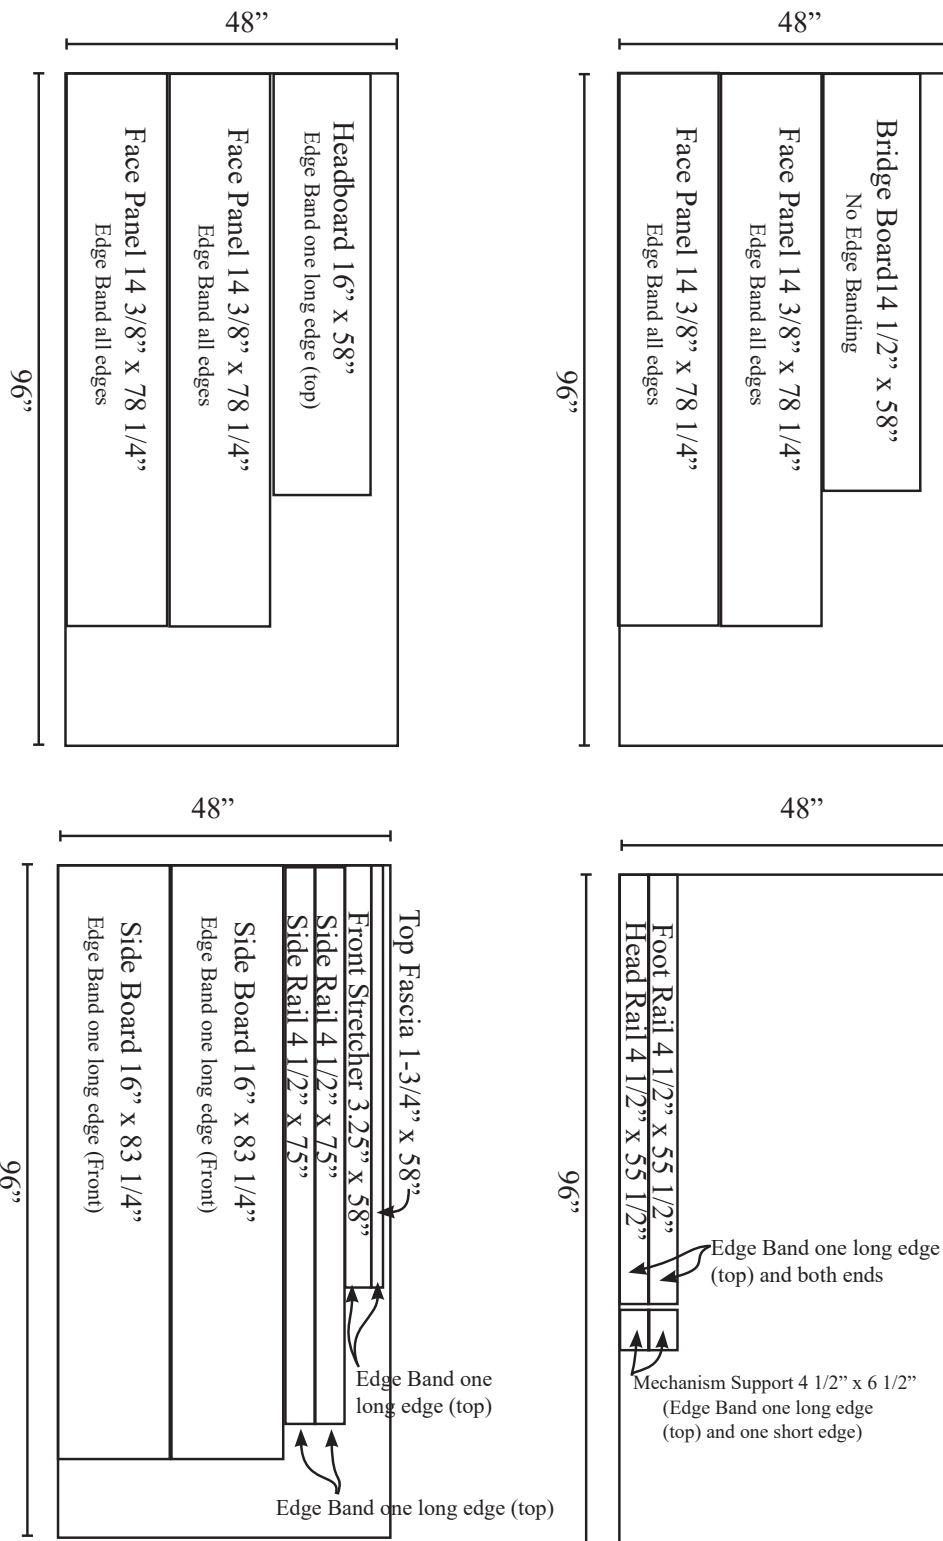 48”
48”
96”
Face Panel 14 3/8” x 78 1/4”
Edge Band all edges
Face Panel 14 3/8” x 78 1/4”
Edge Band all edges
Headboard 16” x 58”
Edge Band one long edge (top)
96”
Face Panel 14 3/8” x 78 1/4”
Edge Band all edges
Face Panel 14 3/8” x 78 1/4”
Edge Band all edges
Bridge Board14 1/2” x 58”
No Edge Banding
48”
48”
96”
Side Board 16” x 83 1/4”
Edge Band one long edge (Front)
Side Board 16” x 83 1/4”
Edge Band one long edge (Front)
Side Rail 4 1/2” x 75”
Side Rail 4 1/2” x 75”
Front Stretcher 3.25” x 58”
Top Fascia 1-3/4” x 58”
Edge Band one
long edge (top)
Edge Band one long edge (top)
96”
Head Rail 4 1/2” x 55 1/2”
Foot Rail 4 1/2” x 55 1/2”
Edge Band one long edge
(top) and both ends
Mechanism Support 4 1/2” x 6 1/2”
(Edge Band one long edge
(top) and one short edge)